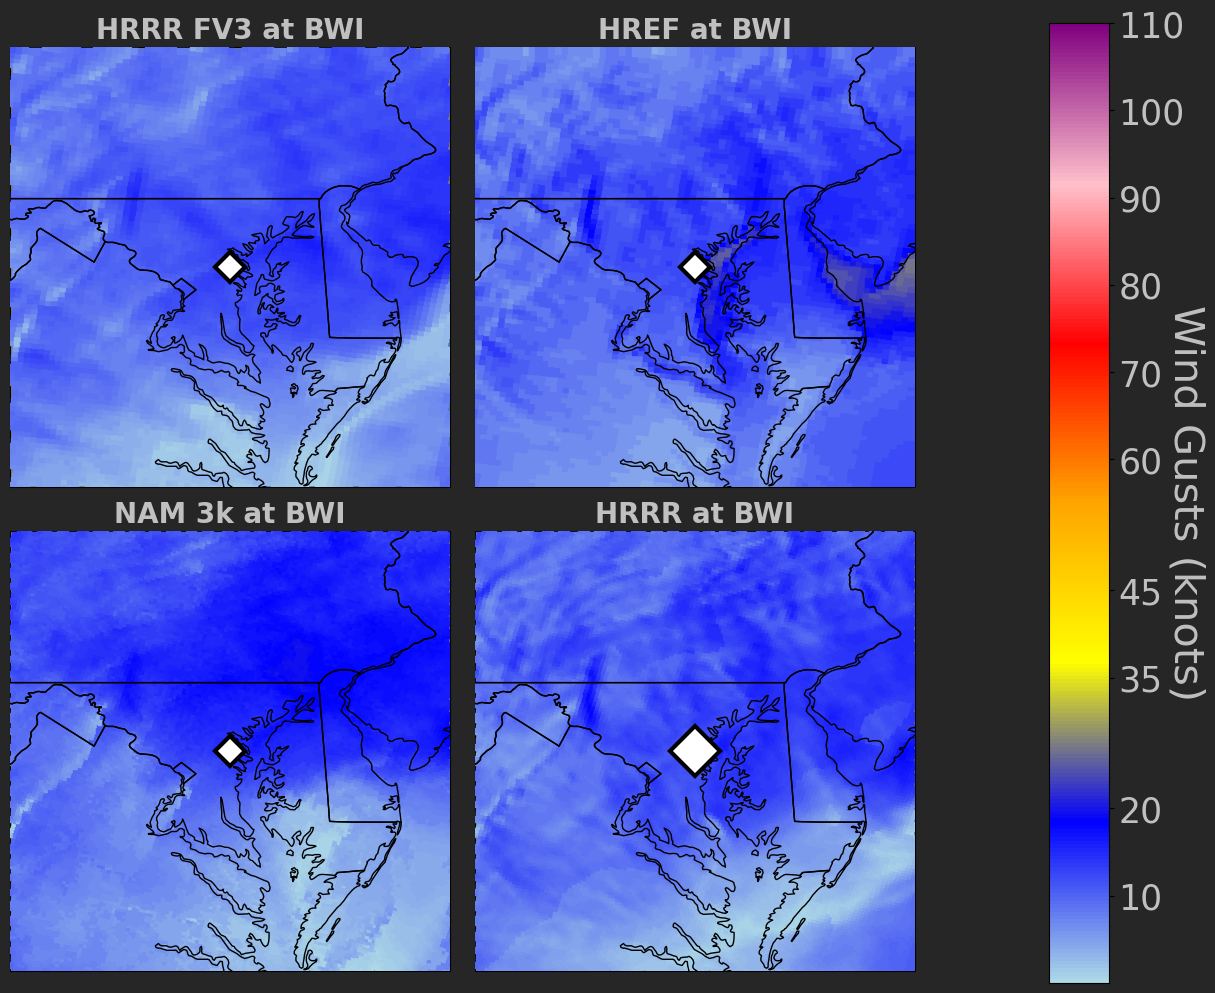 HRRR FV3 at BWI
HREF at BWI
NAM 3k at BWI
HRRR at BWI
110
100
90
80
70
60
45
35
20
10
Wind Gusts (knots)